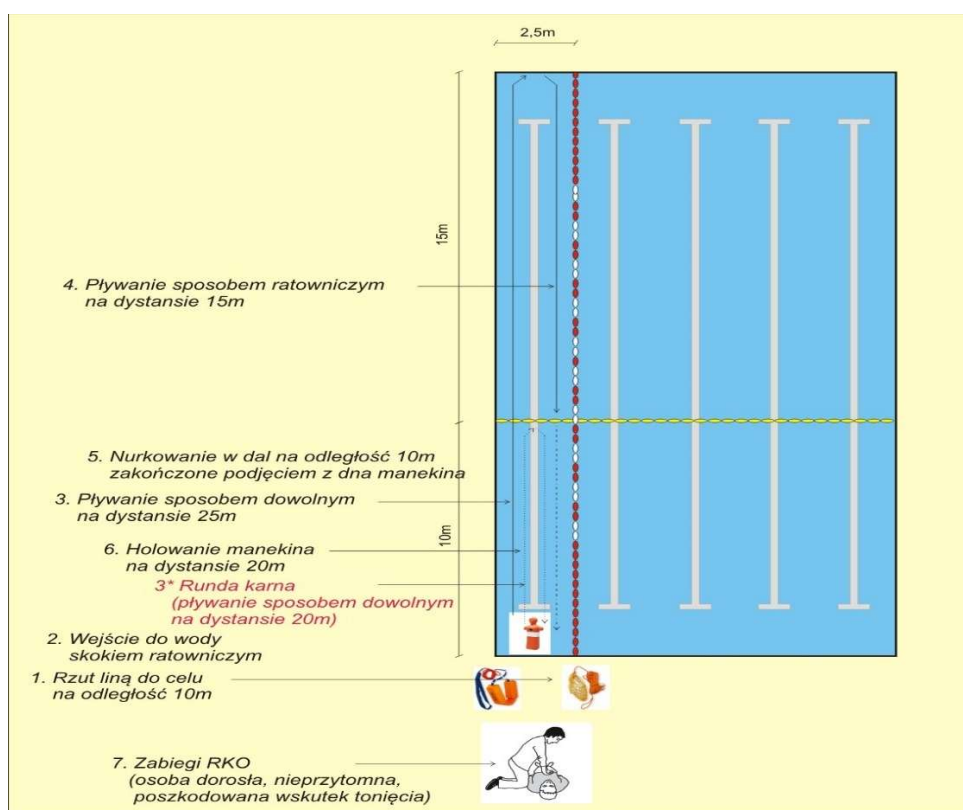 2,5m
15m
4. Pływanie sposobem ratowniczym
na dystansie 15m
5. Nurkowanie w dal na odległość 10m
zakończone podjęciem z dna manekina
3. Pływanie sposobem dowolnym
na dystansie 25m
10m
6. Holowanie manekina
na dystansie 20m
3* Runda karna
(pływanie sposobem dowolnym
na dystansie 20m)
2. Wejście do wody
skokiem ratowniczym
1. Rzut liną do celu
na odległość 10m
7. Zabiegi RKO
(osoba dorosła, nieprzytomna,
poszkodowana wskutek tonięcia)